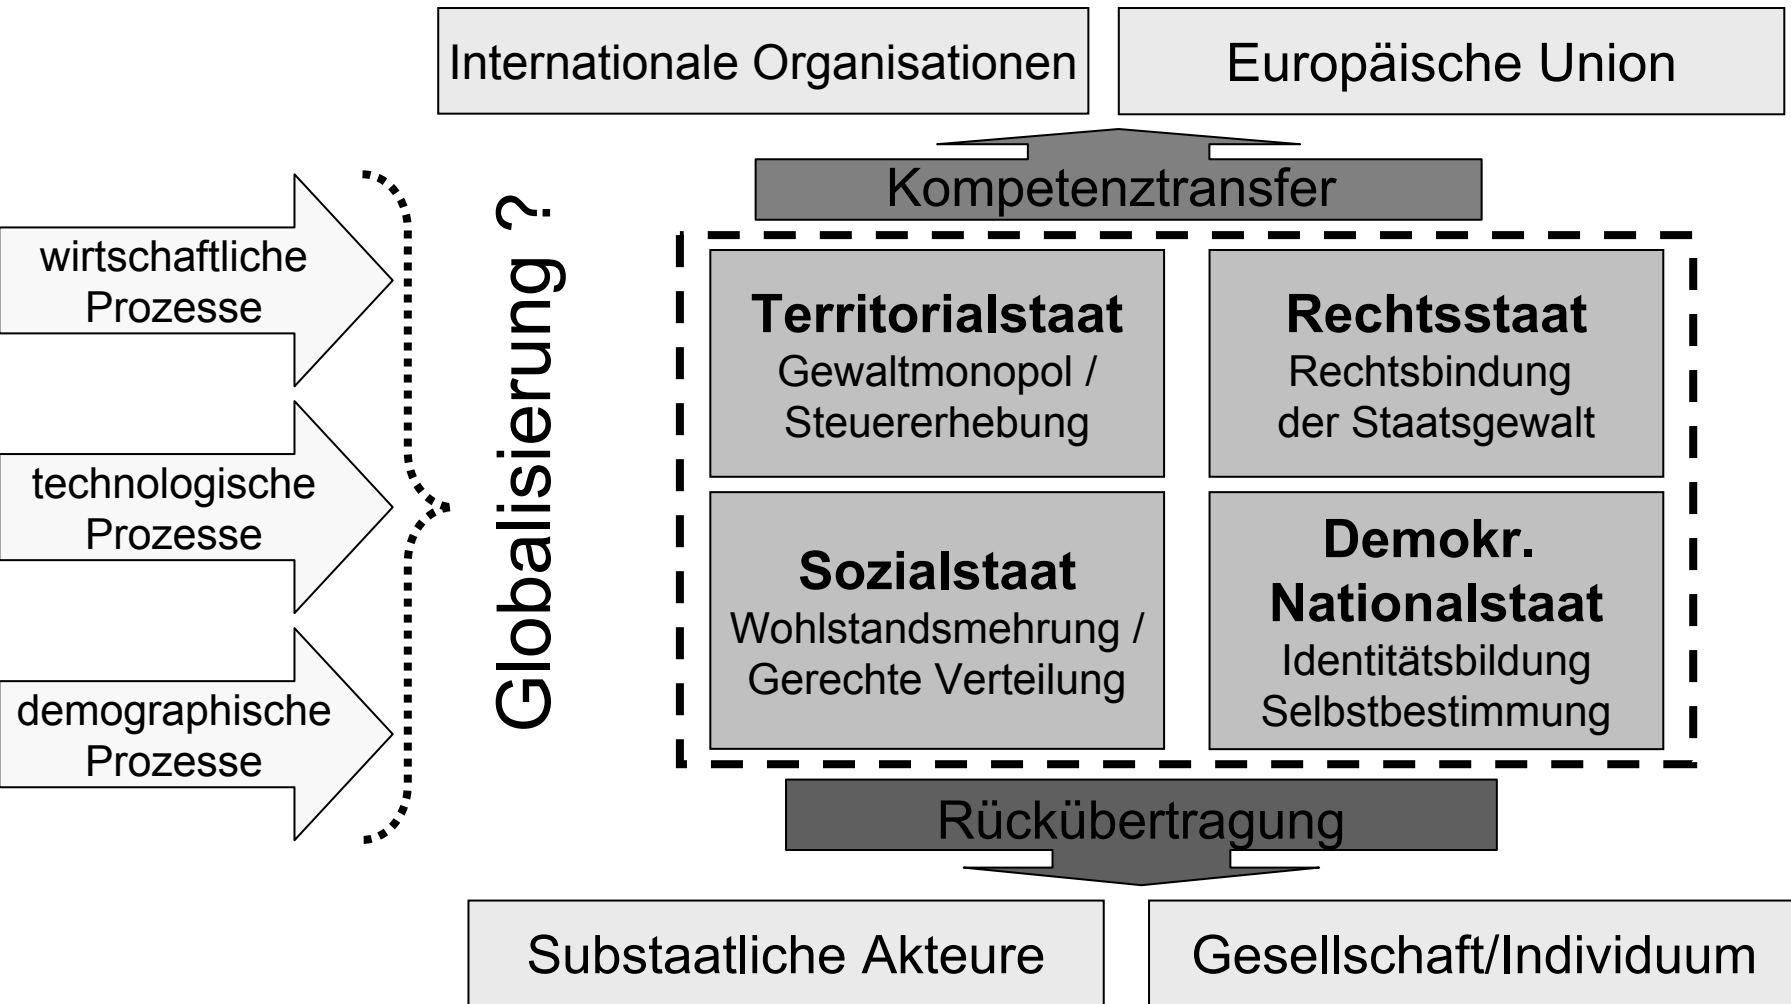 Internationale Organisationen
Europäische Union
Kompetenztransfer
wirtschaftliche
Prozesse
technologische
Prozesse
demographische
Prozesse
Globalisierung ?
Territorialstaat
Gewaltmonopol /
Steuererhebung
Rechtsstaat
Rechtsbindung
der Staatsgewalt
Sozialstaat
Wohlstandsmehrung /
Gerechte Verteilung
Demokr.
Nationalstaat
Identitätsbildung
Selbstbestimmung
Rückübertragung
Substaatliche Akteure
Gesellschaft/Individuum